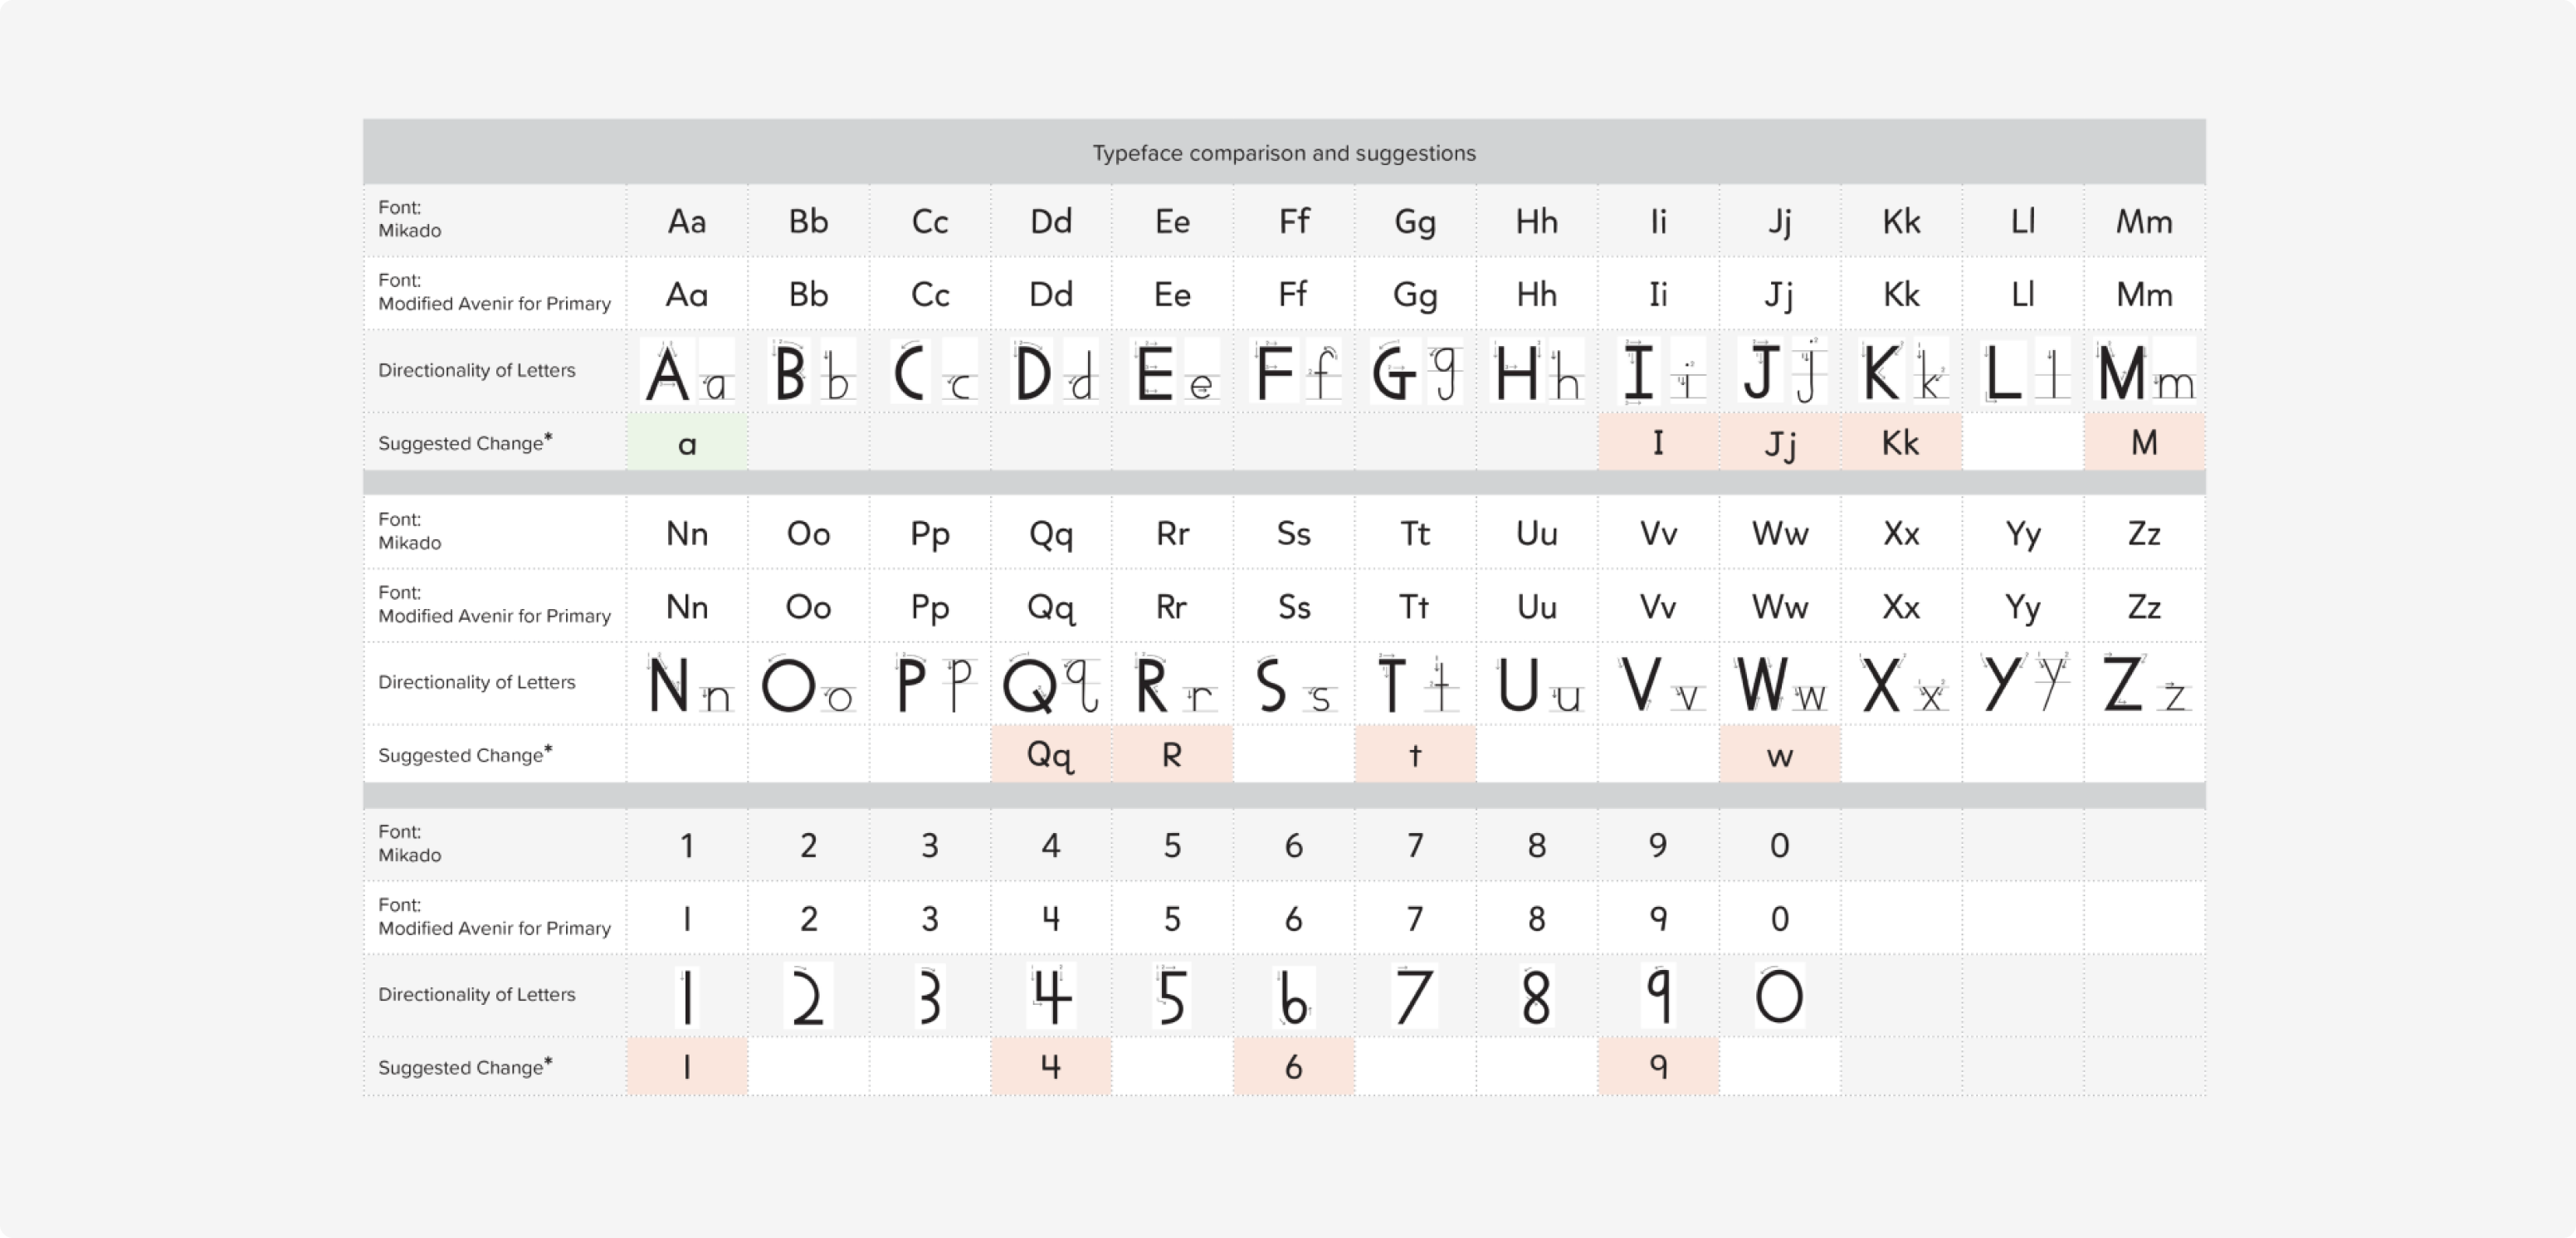 Typeface comparison and suggestions
Font:
Mikado
Aa Bb Cc Dd Ee Ff Gg Hh Ii Jj Kk Ll Mm
Font:
Modified Avenir for Primary
Aa Bb Cc Dd Ee Ff Gg Hh Ii Jj Kk Ll Mm
Directionality of Letters
A a B b C c D d E e F f G g H h I i J j K k L l M m
Suggested Change*
a I Jj Kk M
Font:
Mikado
Nn Oo Pp Qq Rr Ss Tt Uu Vv Ww Xx Yy Zz
Font:
Modified Avenir for Primary
Nn Oo Pp Qq Rr Ss Tt Uu Vv Ww Xx Yy Zz
Directionality of Letters
N n O o P p Q q R r S s T t U u V v W w X x Y y Z z
Suggested Change*
Qq R t w
Font:
Mikado
1 2 3 4 5 6 7 8 9 0
Font:
Modified Avenir for Primary
1 2 3 4 5 6 7 8 9 0
Directionality of Letters
1 2 3 4 5 6 7 8 9 0
Suggested Change*
1 4 6 9